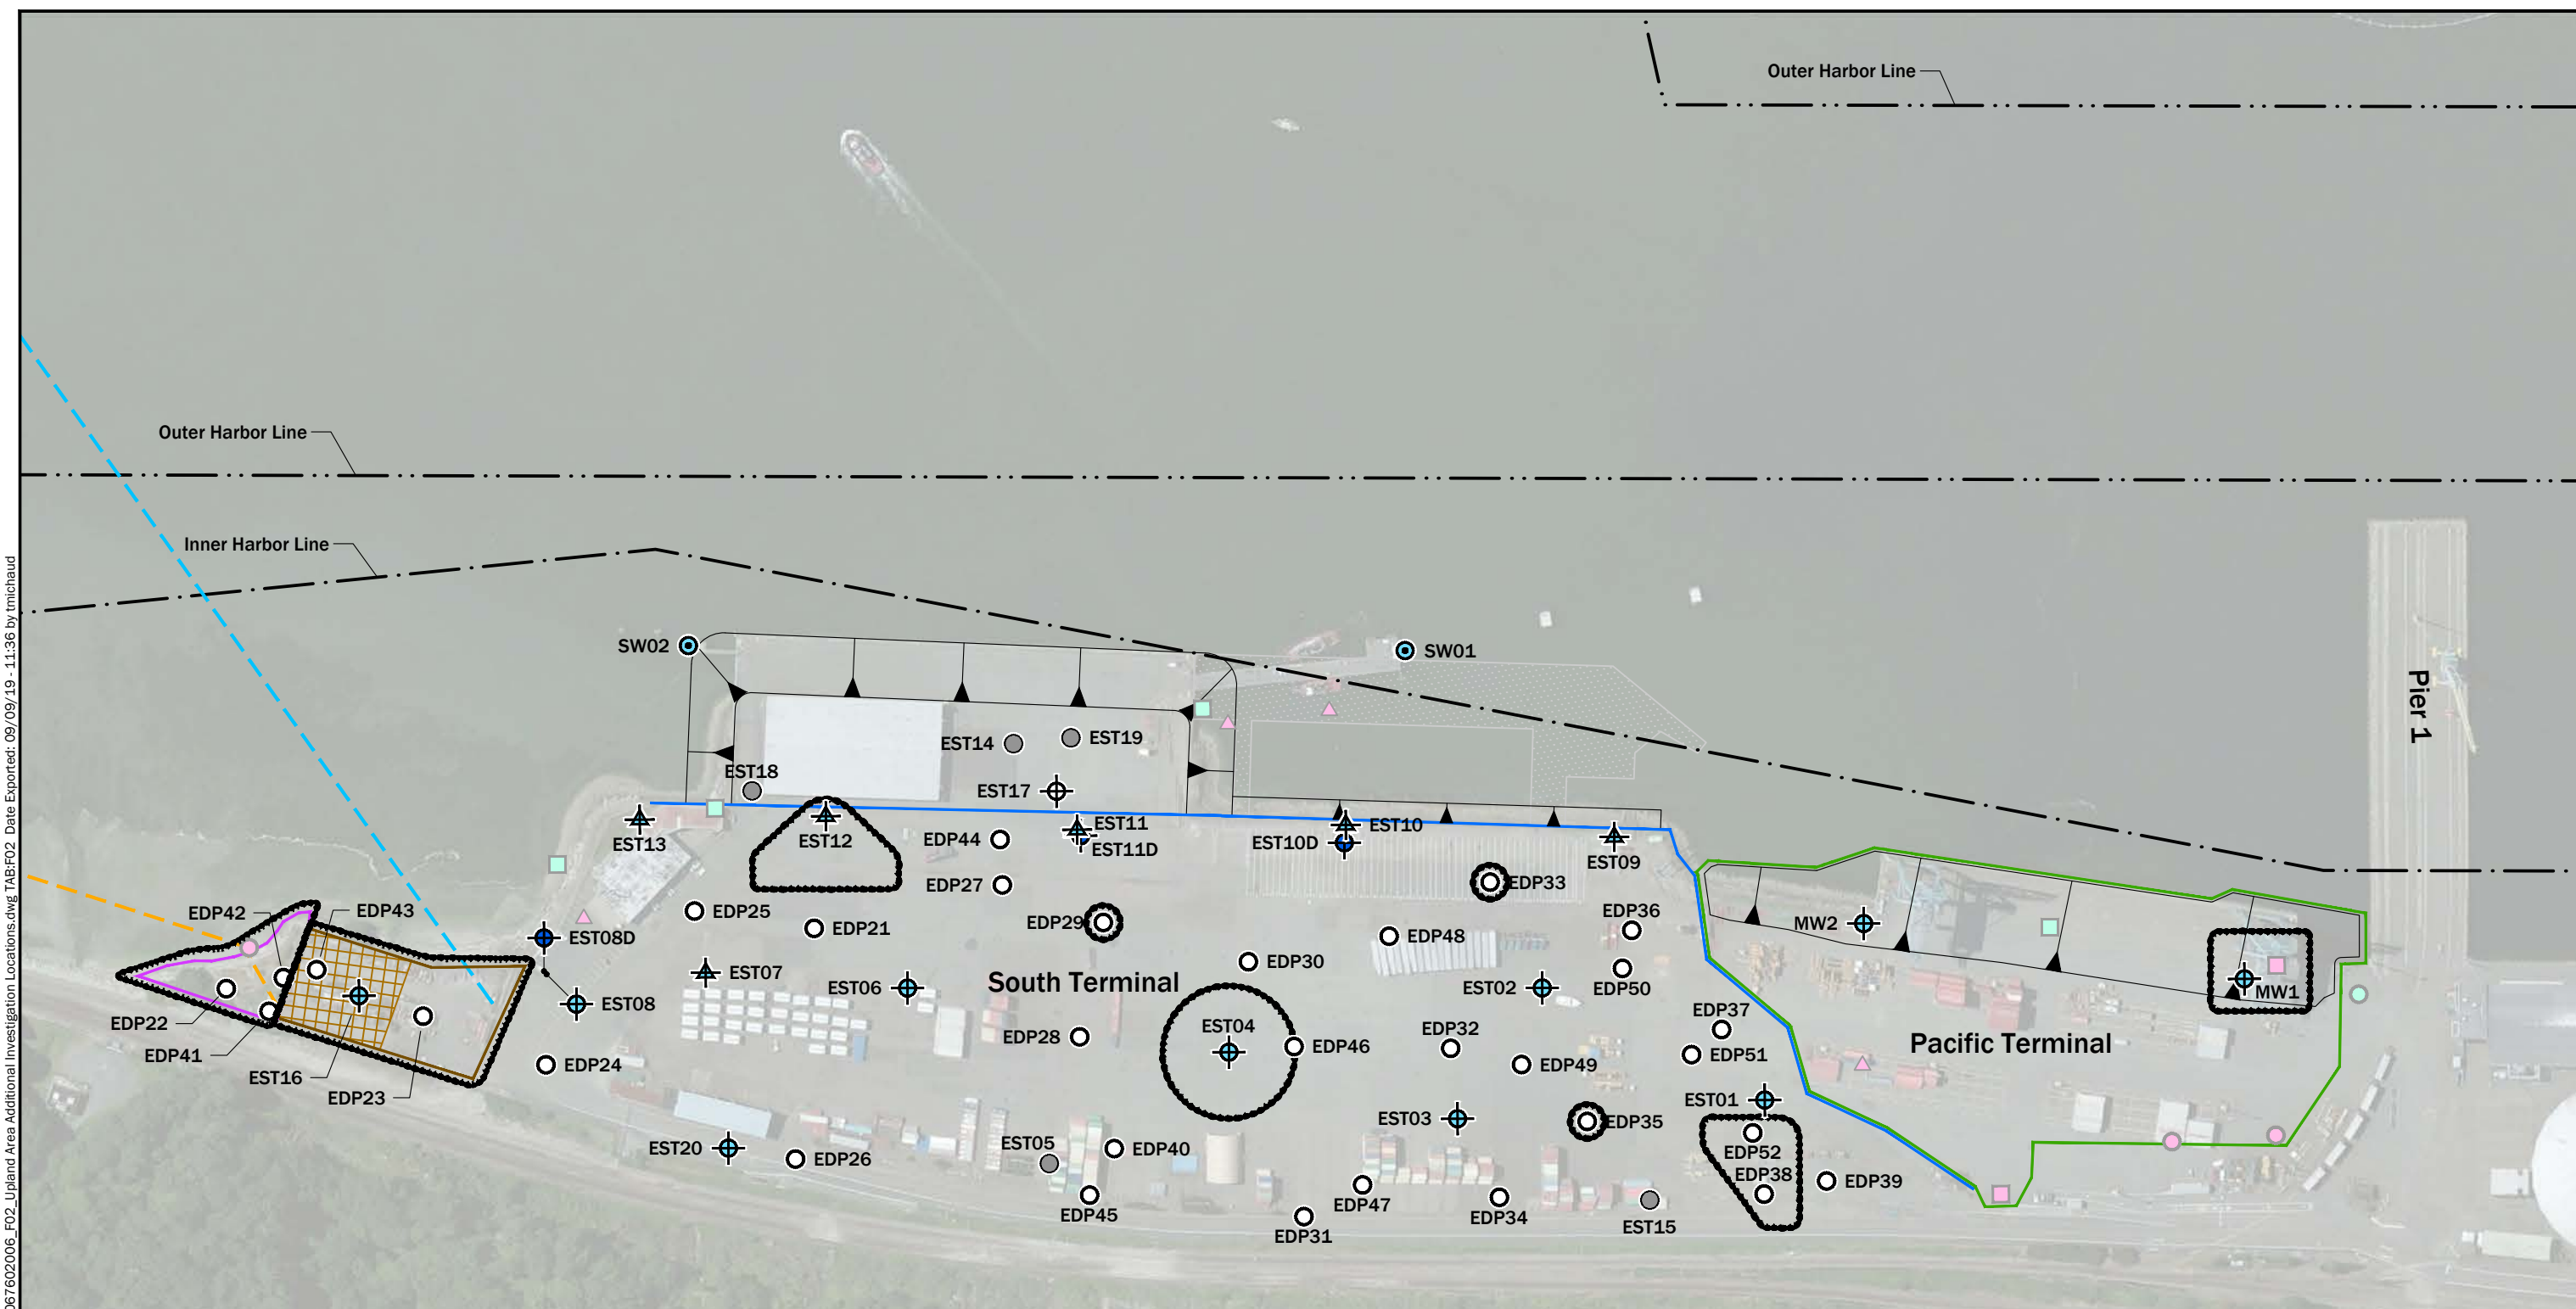 Outer Harbor Line
Outer Harbor Line
Inner Harbor Line
SW02
SW01
Pier 1
EST14
EST19
EST18
EST17
EST13
EST12
EDP44
EST11
EST11D
EST10D
EST10
EST09
EDP27
EDP33
EDP42
EDP43
EDP25
EDP21
EDP29
EDP36
MW2
EST08D
EDP48
EDP30
EST07
South Terminal
EST06
EST02
EDP50
MW1
EST08
EDP22
EDP37
EST04
EDP28
EDP46
EDP32
Pacific Terminal
EDP41
EDP51
EDP24
EDP49
EST16
EDP23
EST01
EST03
EDP35
EST20
EST05
EDP40
EDP52
EDP26
EDP38
EDP39
EDP47
EDP45
EDP34
EST15
EDP31
067602006_F02_Upland Area Additional Investigation Locations.dwg TAB:F02 Date Exported: 09/09/19 - 11:36 by tmichaud